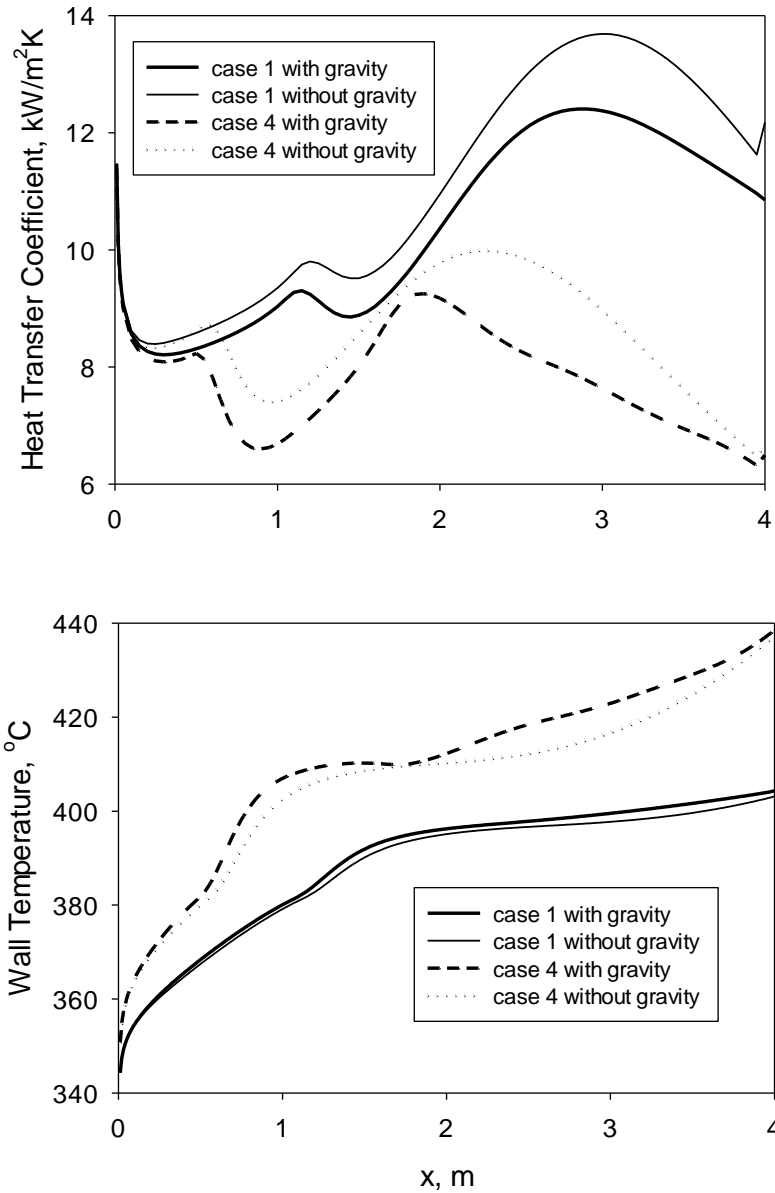 14
12
10
8
6
Heat Transfer Coefficient, kW/m²K
case 1 with gravity
case 1 without gravity
case 4 with gravity
case 4 without gravity
0 1 2 3 4
440
420
400
380
360
340
Wall Temperature, °C
case 1 with gravity
case 1 without gravity
case 4 with gravity
case 4 without gravity
0 1 2 3 4
x, m